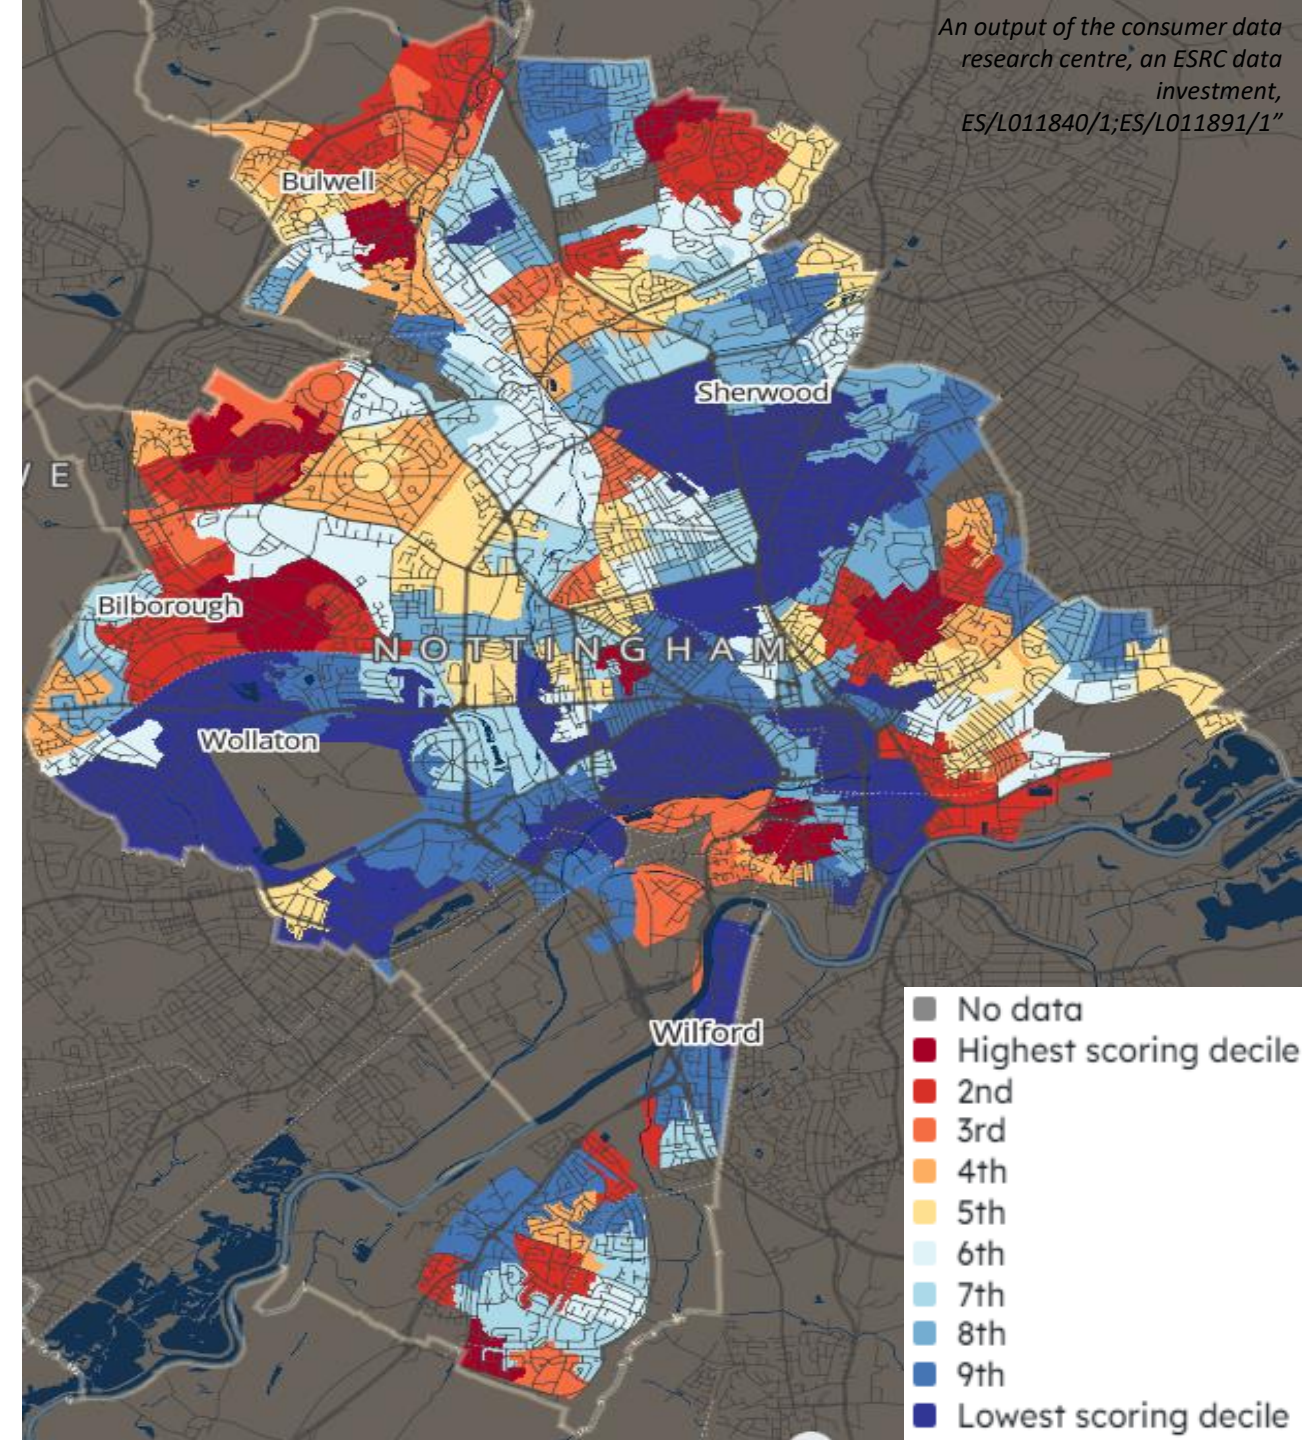 An output of the consumer data
research centre, an ESRC data
investment,
ES/L011840/1;ES/L011891/1”
Bulwell
Sherwood
V E
Bilborough
NOTTINGHAM
Wollaton
Wilford
No data
Highest scoring decile
2nd
3rd
4th
5th
6th
7th
8th
9th
Lowest scoring decile